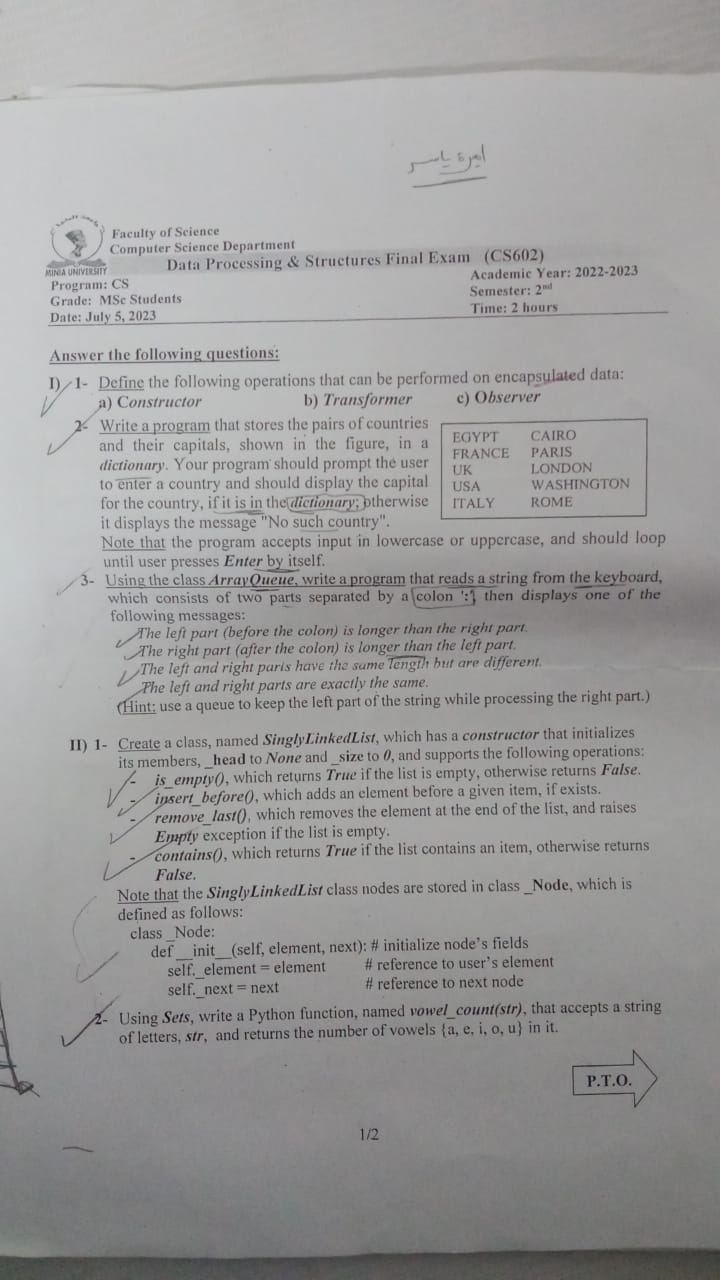 اميرة ياسر
Faculty of Science
Computer Science Department
MINIA UNIVERSITY
Data Processing & Structures Final Exam (CS602)
Program: CS
Academic Year: 2022-2023
Grade: MSc Students
Semester: 2nd
Date: July 5, 2023
Time: 2 hours
Answer the following questions:
I) 1- Define the following operations that can be performed on encapsulated data:
a) Constructor b) Transformer c) Observer
2- Write a program that stores the pairs of countries
and their capitals, shown in the figure, in a
dictionary. Your program should prompt the user
to enter a country and should display the capital
for the country, if it is in the dictionary; otherwise
it displays the message "No such country".
EGYPT CAIRO
FRANCE PARIS
UK LONDON
USA WASHINGTON
ITALY ROME
Note that the program accepts input in lowercase or uppercase, and should loop
until user presses Enter by itself.
3- Using the class ArrayQueue, write a program that reads a string from the keyboard,
which consists of two parts separated by a colon ':', then displays one of the
following messages:
The left part (before the colon) is longer than the right part.
The right part (after the colon) is longer than the left part.
The left and right parts have the same length but are different.
The left and right parts are exactly the same.
(Hint: use a queue to keep the left part of the string while processing the right part.)
II) 1- Create a class, named SinglyLinkedList, which has a constructor that initializes
its members, _head to None and _size to 0, and supports the following operations:
- is_empty(), which returns True if the list is empty, otherwise returns False.
- insert_before(), which adds an element before a given item, if exists.
- remove_last(), which removes the element at the end of the list, and raises
Empty exception if the list is empty.
- contains(), which returns True if the list contains an item, otherwise returns
False.
Note that the SinglyLinkedList class nodes are stored in class _Node, which is
defined as follows:
class _Node:
def __init__(self, element, next): # initialize node's fields
self._element = element # reference to user's element
self._next = next # reference to next node
2- Using Sets, write a Python function, named vowel_count(str), that accepts a string
of letters, str, and returns the number of vowels {a, e, i, o, u} in it.
P.T.O.
1/2